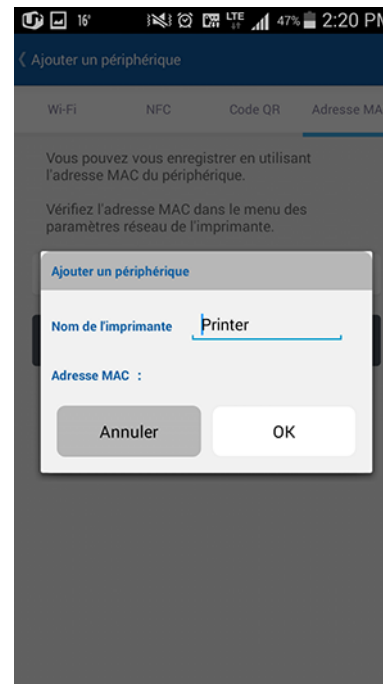 16° LTE 47% 2:20 PM
Ajouter un périphérique
Wi-Fi NFC Code QR Adresse MA
Vous pouvez vous enregistrer en utilisant
l'adresse MAC du périphérique.
Vérifiez l'adresse MAC dans le menu des
paramètres réseau de l'imprimante.
Ajouter un périphérique
Nom de l'imprimante Printer
Adresse MAC :
Annuler OK